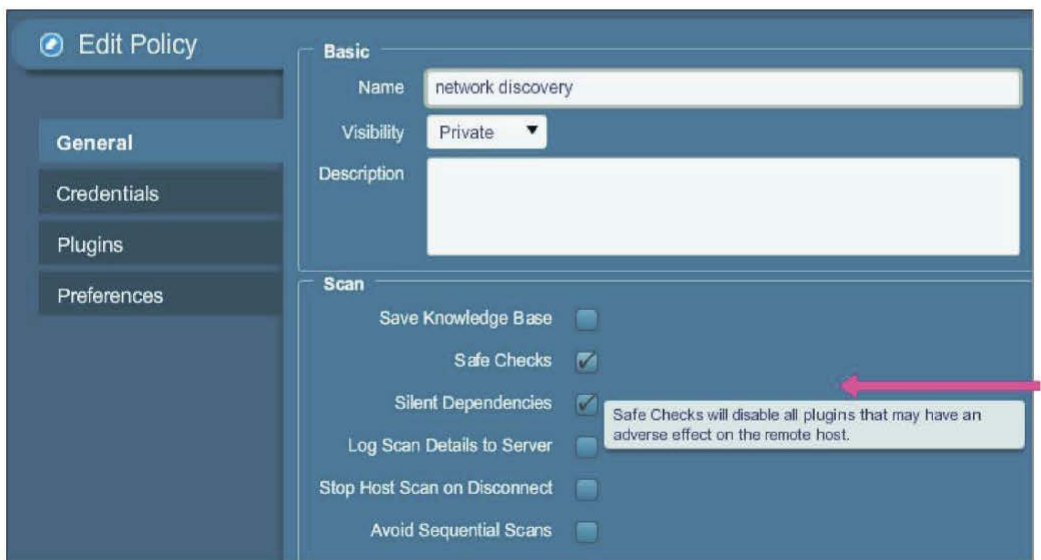 Edit Policy
General
Credentials
Plugins
Preferences
Basic
Name network discovery
Visibility Private
Description
Scan
Save Knowledge Base
Safe Checks
Silent Dependencies
Safe Checks will disable all plugins that may have an
adverse effect on the remote host.
Log Scan Details to Server
Stop Host Scan on Disconnect
Avoid Sequential Scans